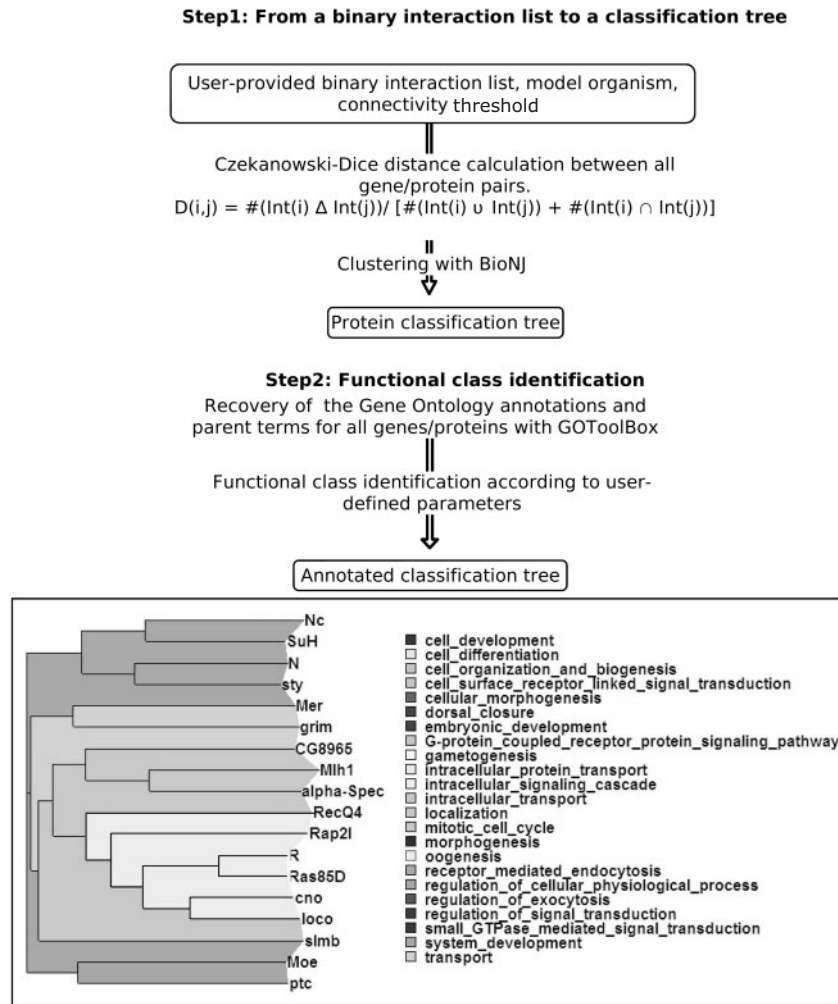 Step1: From a binary interaction list to a classification tree
User-provided binary interaction list, model organism,
connectivity threshold
Czekanowski-Dice distance calculation between all
gene/protein pairs.
D(i,j) = #(Int(i) Δ Int(j))/ [#(Int(i) υ Int(j)) + #(Int(i) ∩ Int(j))]
Clustering with BioNJ
Protein classification tree
Step2: Functional class identification
Recovery of the Gene Ontology annotations and
parent terms for all genes/proteins with GOToolBox
Functional class identification according to user-
defined parameters
Annotated classification tree
Nc
SuH
N
sty
Mer
grim
CG8965
Mlh1
alpha-Spec
RecQ4
Rap2l
R
Ras85D
cno
loco
slmb
Moe
ptc
cell_development
cell_differentiation
cell_organization_and_biogenesis
cell_surface_receptor_linked_signal_transduction
cellular_morphogenesis
dorsal_closure
embryonic_development
G-protein_coupled_receptor_protein_signaling_pathway
gametogenesis
intracellular_protein_transport
intracellular_signaling_cascade
intracellular_transport
localization
mitotic_cell_cycle
morphogenesis
oogenesis
receptor_mediated_endocytosis
regulation_of_cellular_physiological_process
regulation_of_exocytosis
regulation_of_signal_transduction
small_GTPase_mediated_signal_transduction
system_development
transport